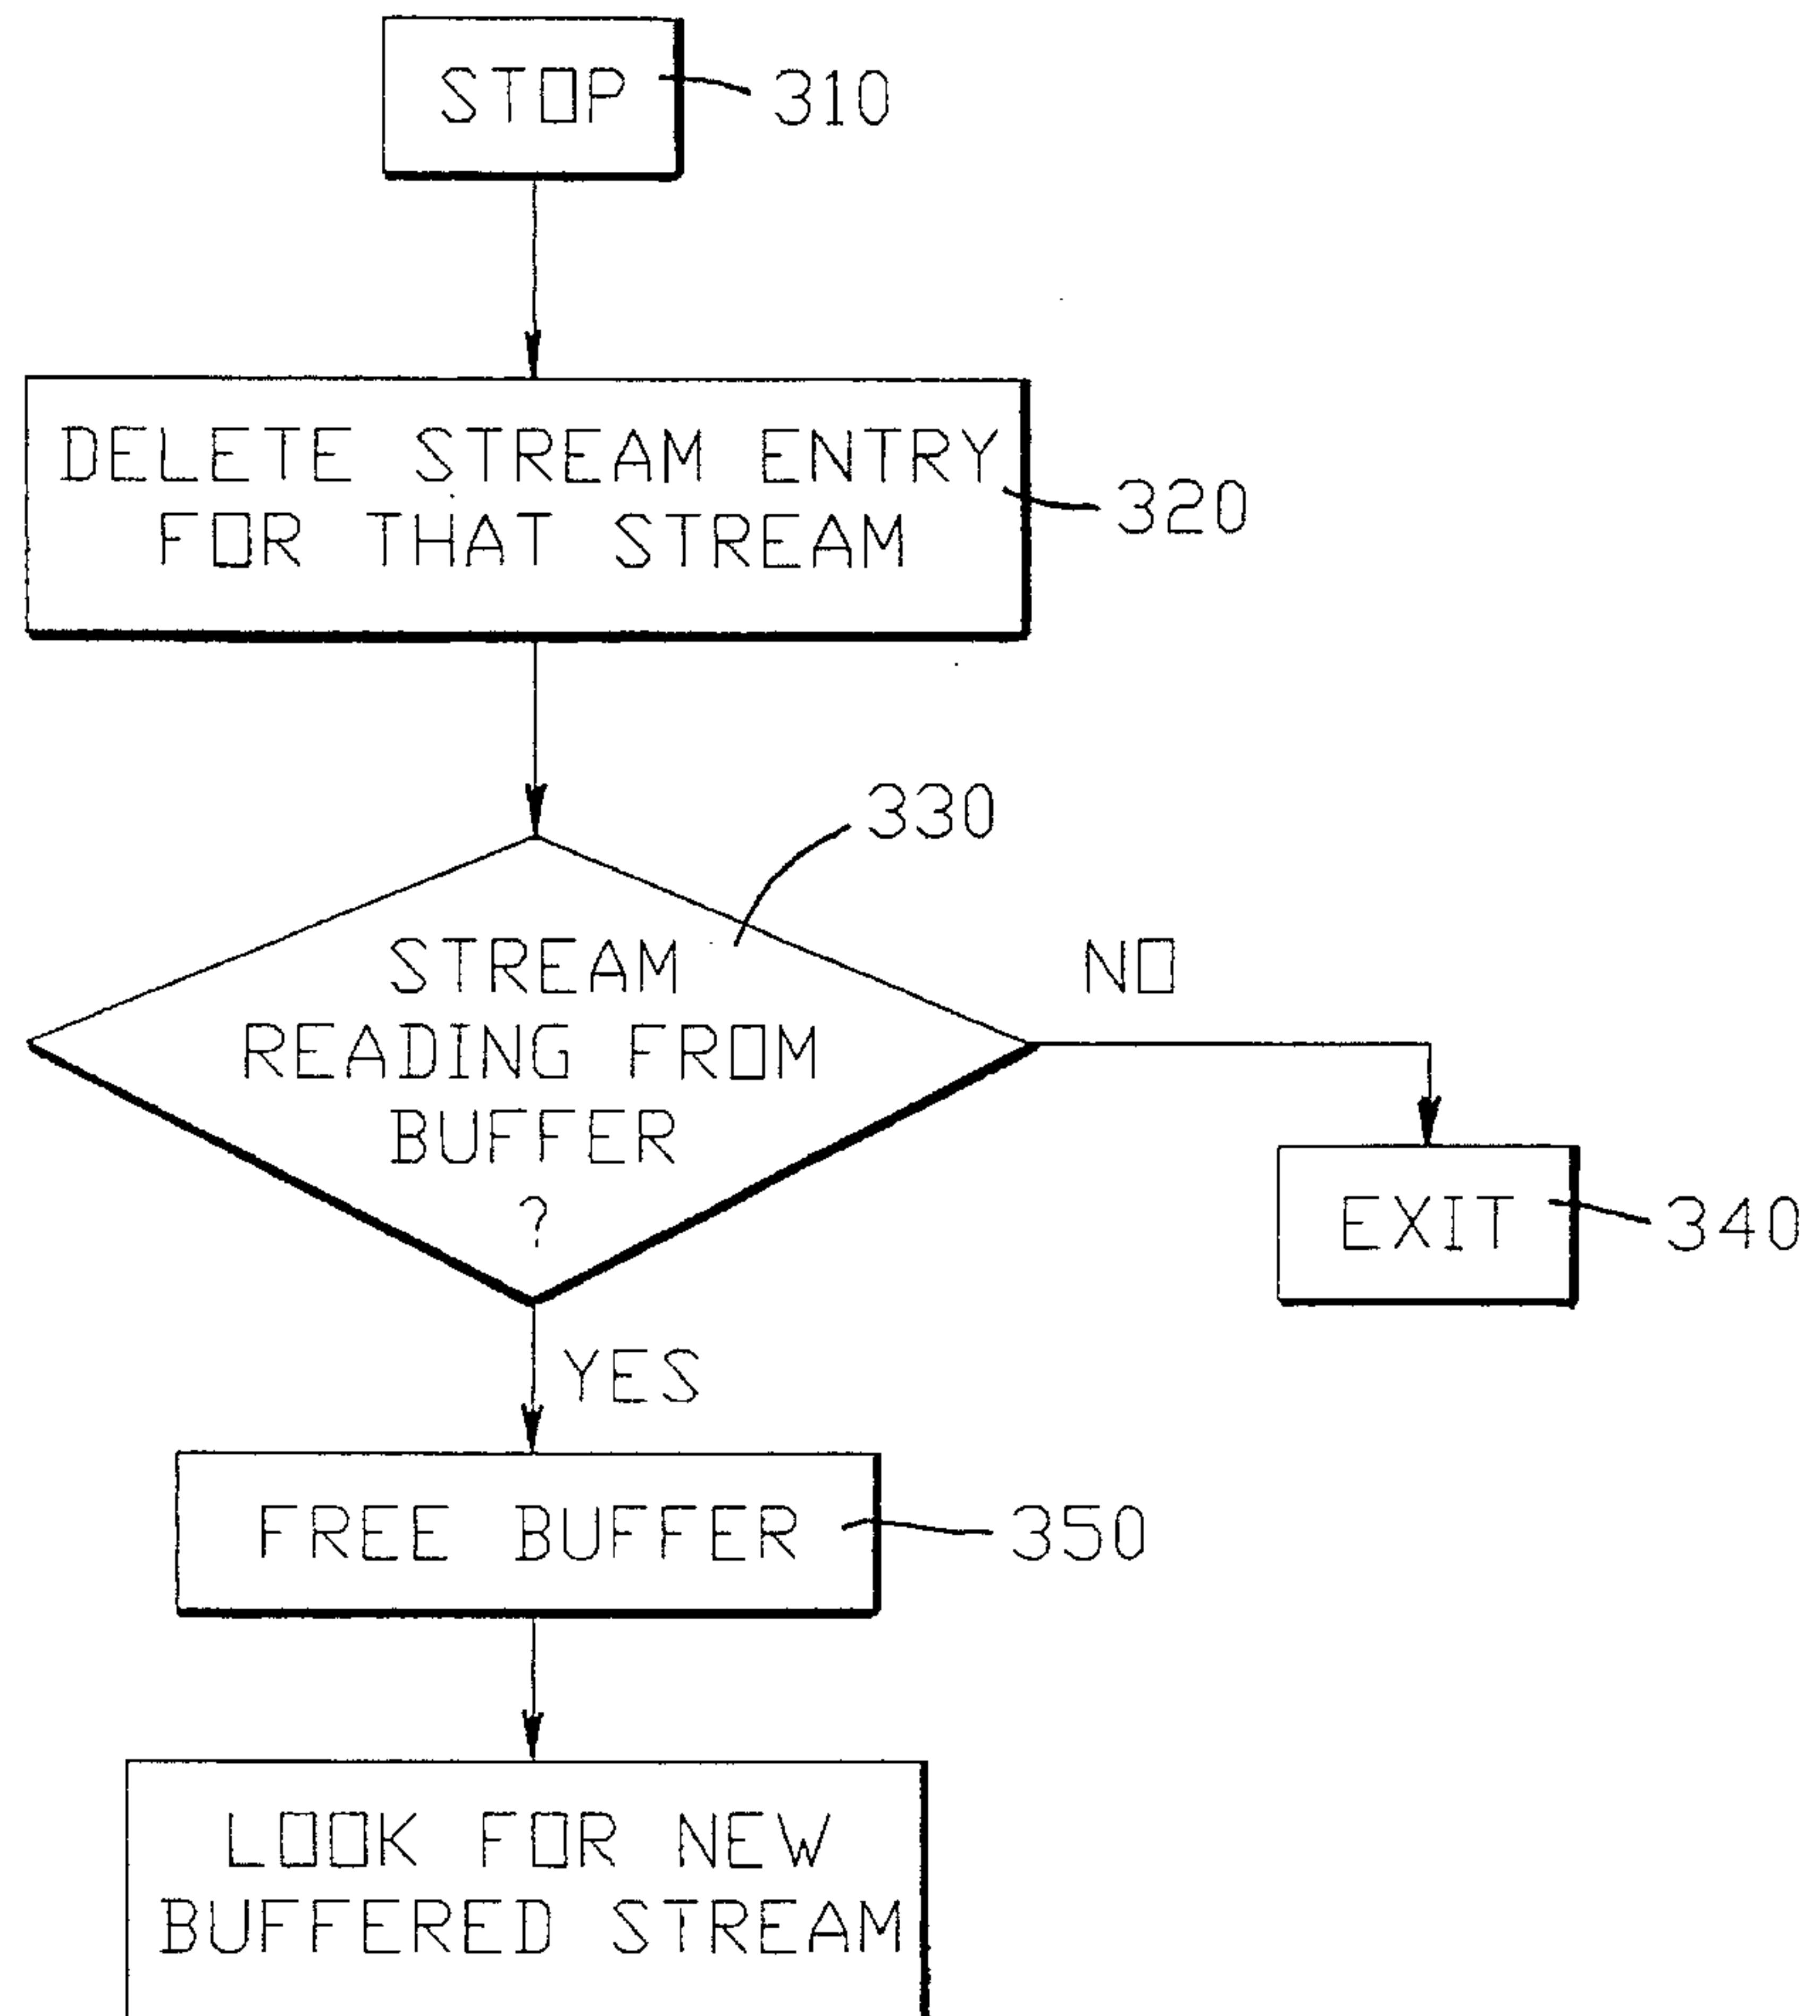 STOP
310
DELETE STREAM ENTRY
FOR THAT STREAM
320
330
STREAM
READING FROM
BUFFER
?
NO
EXIT
340
YES
FREE BUFFER
350
LOOK FOR NEW
BUFFERED STREAM